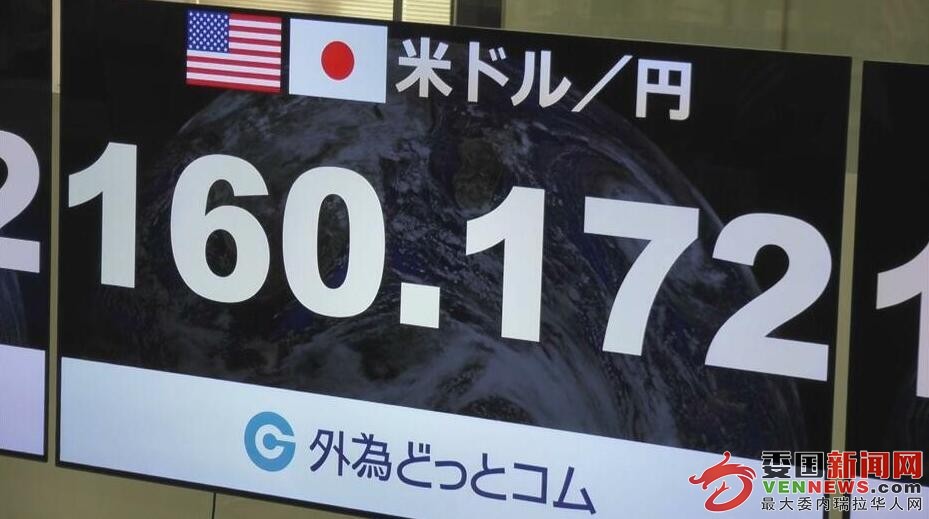 米ドル／円
160.172
外為どっとコム
委国新闻网
VENNEWS.com
最大委内瑞拉华人网